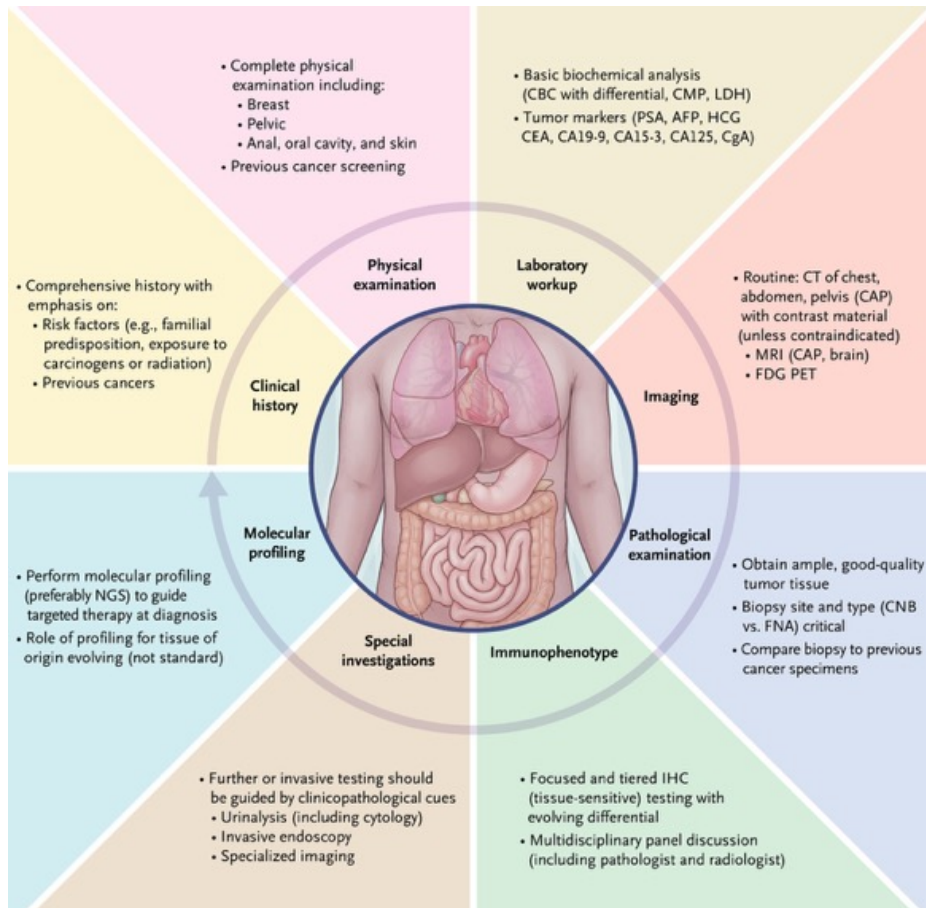 • Complete physical
examination including:
• Breast
• Pelvic
• Anal, oral cavity, and skin
• Previous cancer screening
Physical
examination
• Basic biochemical analysis
(CBC with differential, CMP, LDH)
• Tumor markers (PSA, AFP, HCG
CEA, CA19-9, CA15-3, CA125, CgA)
Laboratory
workup
• Routine: CT of chest,
abdomen, pelvis (CAP)
with contrast material
(unless contraindicated)
• MRI (CAP, brain)
• FDG PET
Imaging
Pathological
examination
• Obtain ample, good-quality
tumor tissue
• Biopsy site and type (CNB
vs. FNA) critical
• Compare biopsy to previous
cancer specimens
Immunophenotype
• Focused and tiered IHC
(tissue-sensitive) testing with
evolving differential
• Multidisciplinary panel discussion
(including pathologist and radiologist)
Special
investigations
• Further or invasive testing should
be guided by clinicopathological cues
• Urinalysis (including cytology)
• Invasive endoscopy
• Specialized imaging
Molecular
profiling
• Perform molecular profiling
(preferably NGS) to guide
targeted therapy at diagnosis
• Role of profiling for tissue of
origin evolving (not standard)
• Comprehensive history with
emphasis on:
• Risk factors (e.g., familial
predisposition, exposure to
carcinogens or radiation)
• Previous cancers
Clinical
history